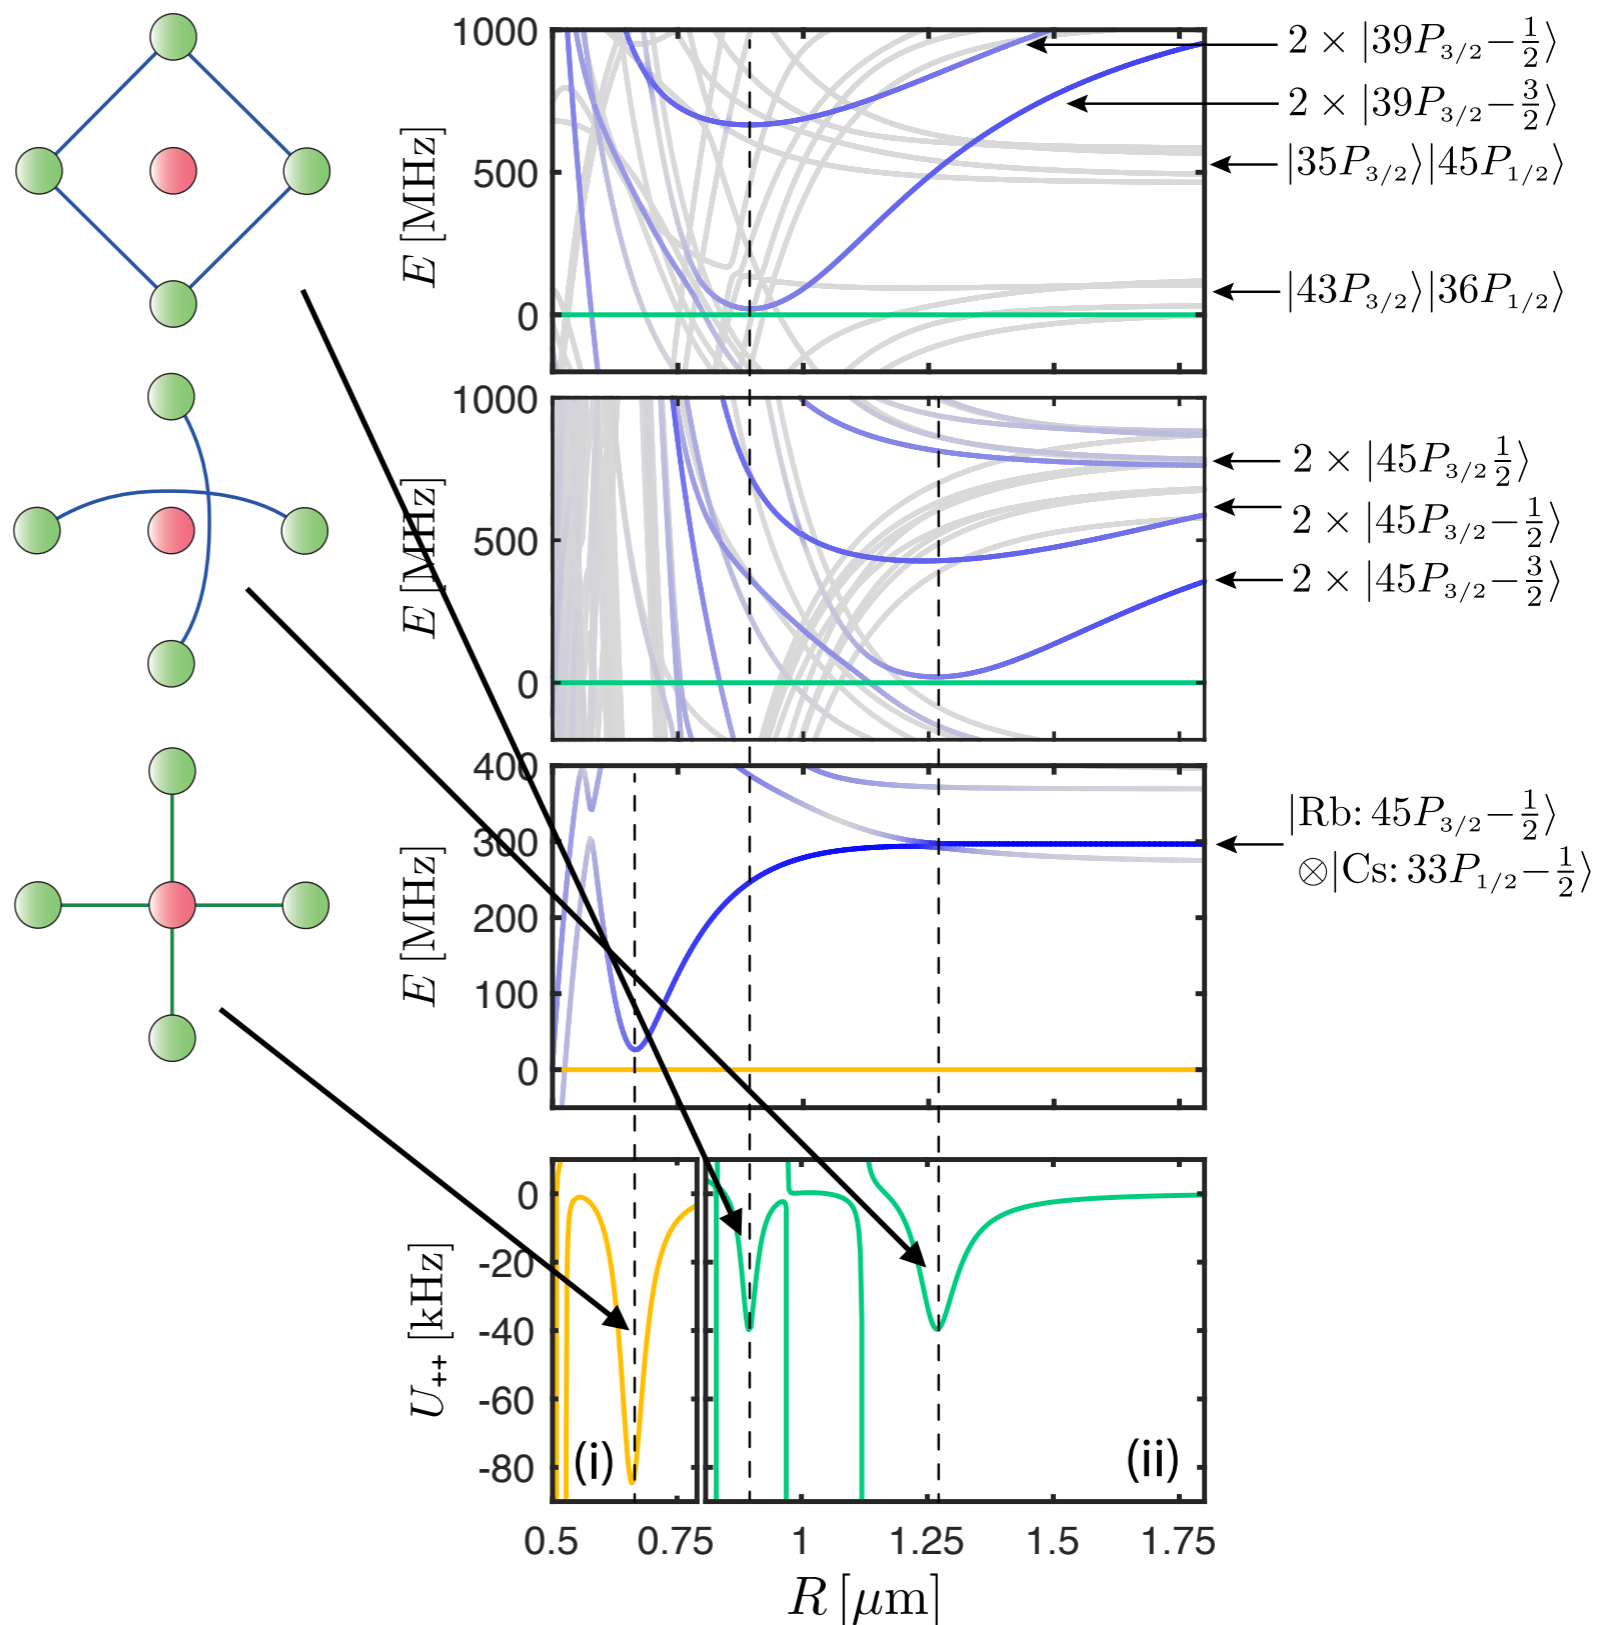 1000
500
0
E [MHz]
2 × |39P3/2−1/2⟩
2 × |39P3/2−3/2⟩
|35P3/2⟩|45P1/2⟩
|43P3/2⟩|36P1/2⟩
1000
500
0
E [MHz]
2 × |45P3/2 1/2⟩
2 × |45P3/2−1/2⟩
2 × |45P3/2−3/2⟩
400
300
200
100
0
E [MHz]
|Rb: 45P3/2−1/2⟩
⊗|Cs: 33P1/2−1/2⟩
0
-20
-40
-60
-80
U++ [kHz]
(i)
(ii)
0.5 0.75 1 1.25 1.5 1.75
R [μm]